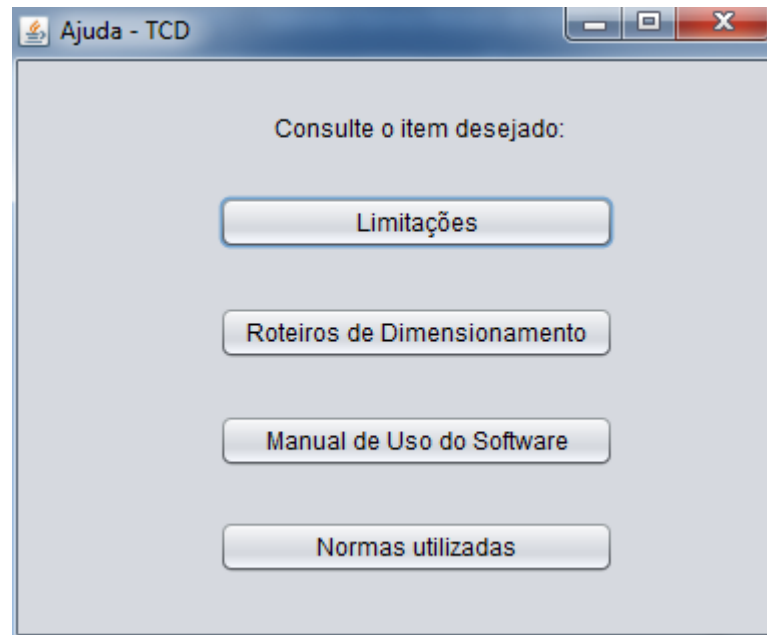 Ajuda - TCD
Consulte o item desejado:
Limitações
Roteiros de Dimensionamento
Manual de Uso do Software
Normas utilizadas